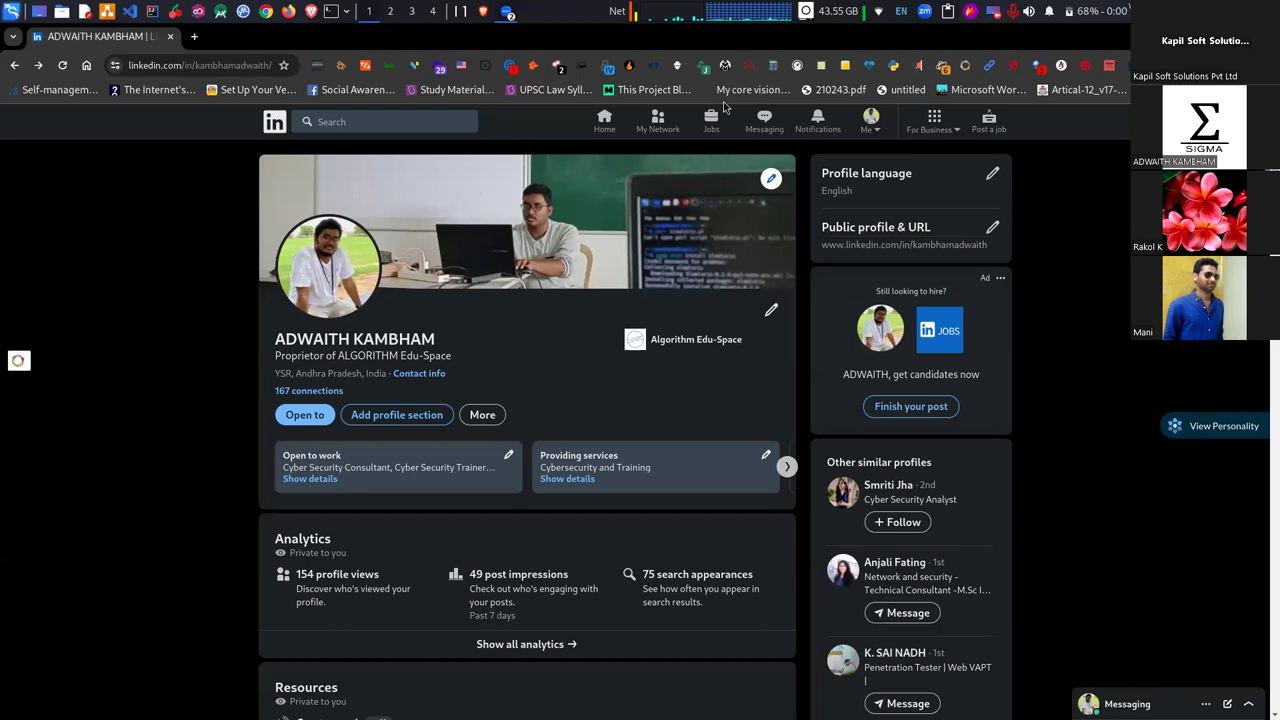 1 2 3 4 Net 43.55 GB EN 68% - 0:00
ADWAITH KAMBHAM | Li
linkedin.com/in/kambhamadwaith/
Self-managem... The Internet's... Set Up Your Ve... Social Awaren... Study Material... UPSC Law Syll... This Project Bl... My core vision... 210243.pdf untitled Microsoft Wor... Artical-12_v17-...
Kapil Soft Solutio...
Kapil Soft Solutions Pvt Ltd
Σ
SIGMA
ADWAITH KAMBHAM
Rakol K
Mani
in Search
Home My Network Jobs Messaging Notifications Me For Business Post a job
ADWAITH KAMBHAM
Proprietor of ALGORITHM Edu-Space
YSR, Andhra Pradesh, India · Contact info
167 connections
Algorithm Edu-Space
Open to Add profile section More
Open to work
Cyber Security Consultant, Cyber Security Trainer...
Show details
Providing services
Cybersecurity and Training
Show details
Analytics
Private to you
154 profile views
Discover who's viewed your
profile.
49 post impressions
Check out who's engaging with
your posts.
Past 7 days
75 search appearances
See how often you appear in
search results.
Show all analytics →
Resources
Private to you
Profile language
English
Public profile & URL
www.linkedin.com/in/kambhamadwaith
Ad
Still looking to hire?
in JOBS
ADWAITH, get candidates now
Finish your post
Other similar profiles
Smriti Jha · 2nd
Cyber Security Analyst
+ Follow
Anjali Fating · 1st
Network and security -
Technical Consultant -M.Sc I...
Message
K. SAI NADH · 1st
Penetration Tester | Web VAPT
|
Message
View Personality
Messaging